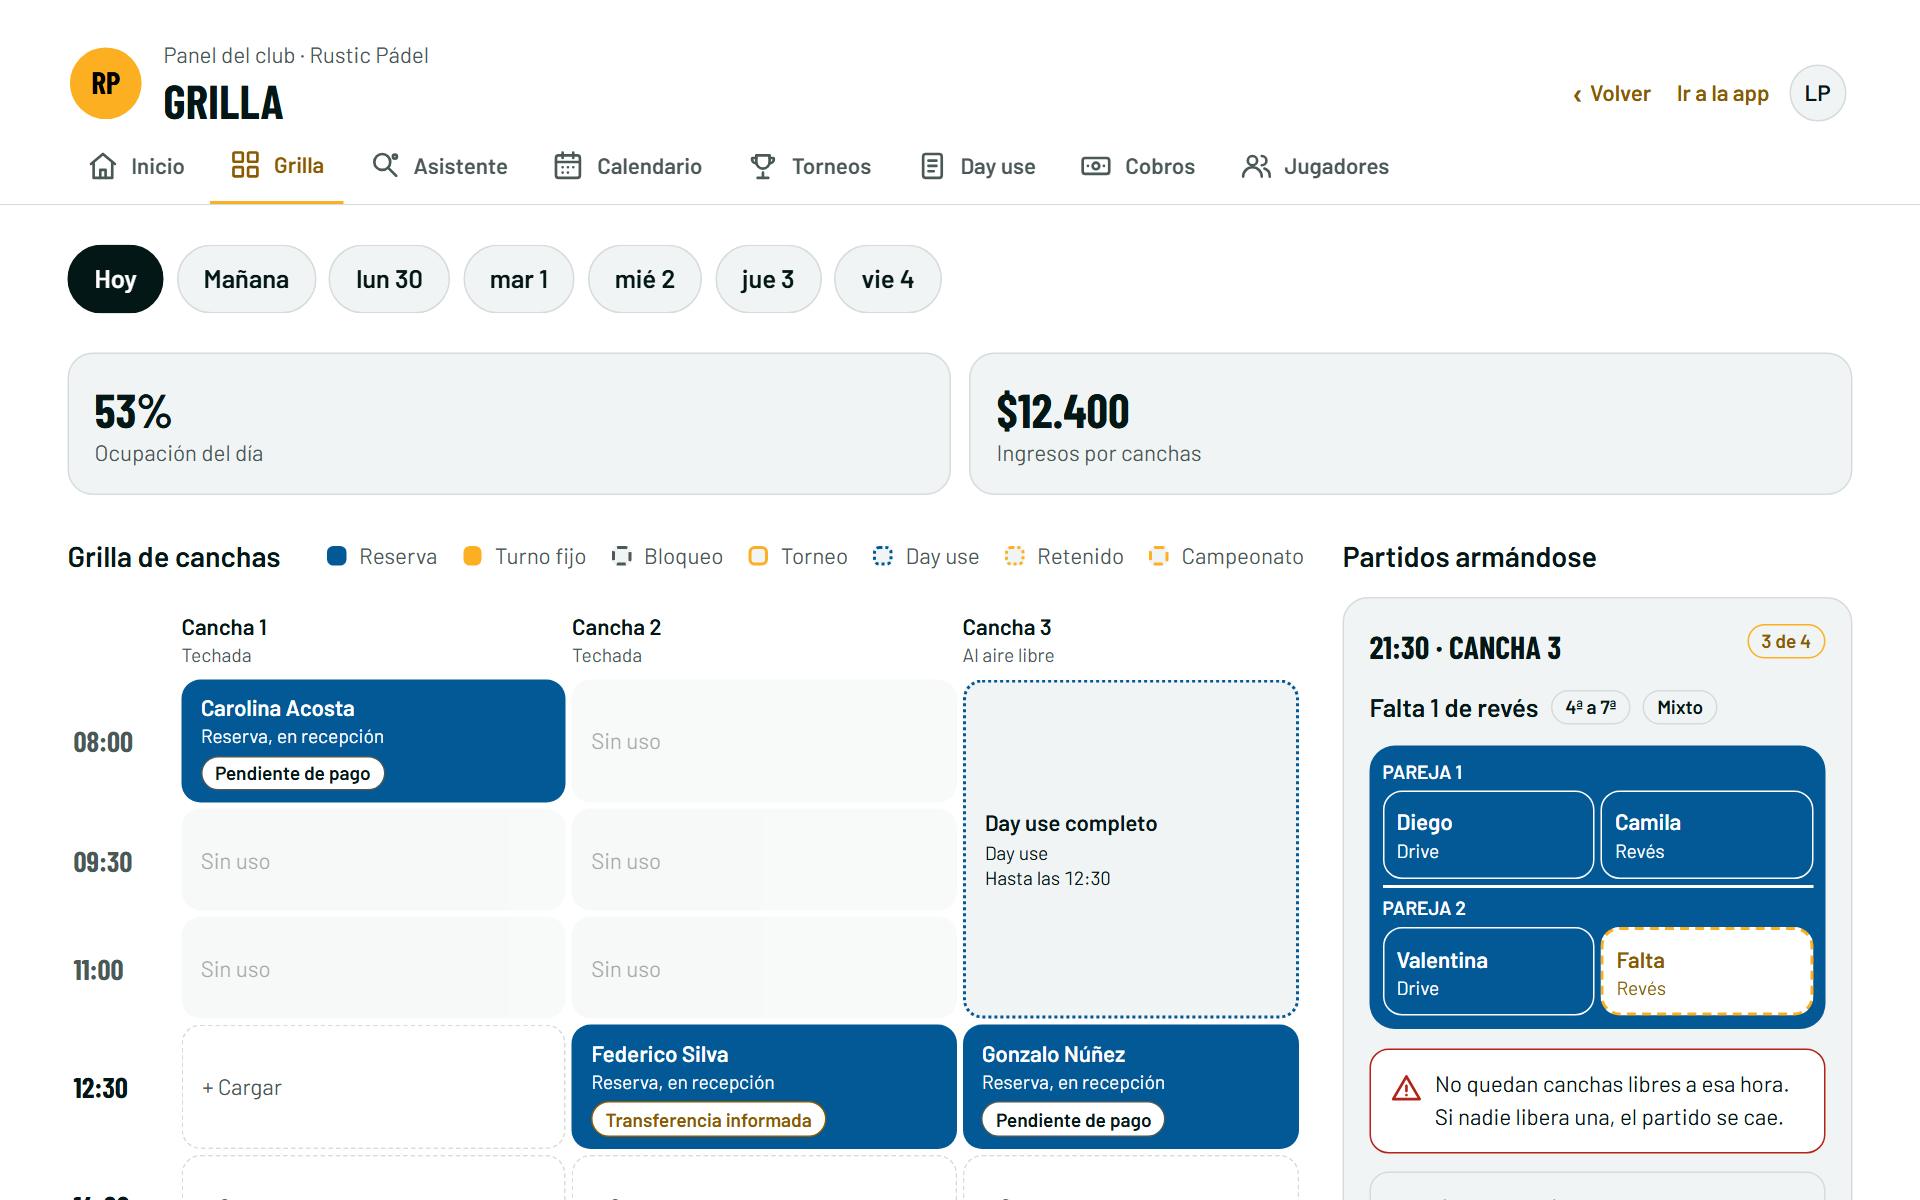 RP
Panel del club · Rustic Pádel
GRILLA
‹ Volver
Ir a la app
LP
Inicio
Grilla
Asistente
Calendario
Torneos
Day use
Cobros
Jugadores
Hoy
Mañana
lun 30
mar 1
mié 2
jue 3
vie 4
53%
Ocupación del día
$12.400
Ingresos por canchas
Grilla de canchas
Reserva
Turno fijo
Bloqueo
Torneo
Day use
Retenido
Campeonato
Cancha 1
Techada
Cancha 2
Techada
Cancha 3
Al aire libre
08:00
Carolina Acosta
Reserva, en recepción
Pendiente de pago
Sin uso
Day use completo
Day use
Hasta las 12:30
09:30
Sin uso
Sin uso
11:00
Sin uso
Sin uso
12:30
+ Cargar
Federico Silva
Reserva, en recepción
Transferencia informada
Gonzalo Núñez
Reserva, en recepción
Pendiente de pago
Partidos armándose
21:30 · CANCHA 3
3 de 4
Falta 1 de revés
4ª a 7ª
Mixto
PAREJA 1
Diego
Drive
Camila
Revés
PAREJA 2
Valentina
Drive
Falta
Revés
No quedan canchas libres a esa hora.
Si nadie libera una, el partido se cae.